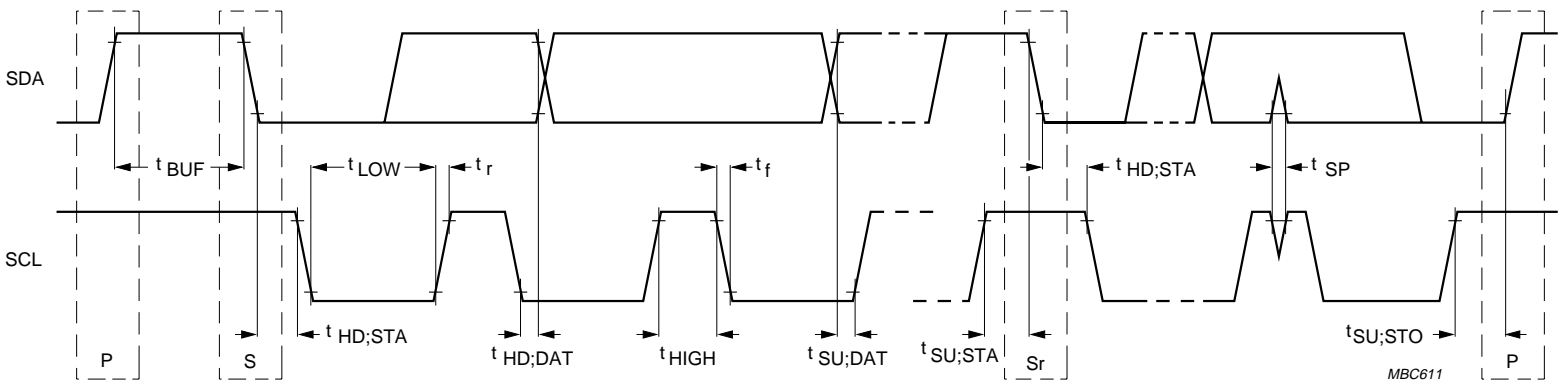 SDA
t BUF
t LOW
t r
t f
t HD;STA
t SP
SCL
t HD;STA
t HD;DAT
t HIGH
t SU;DAT
t SU;STA
t SU;STO
P
S
Sr
P
MBC611